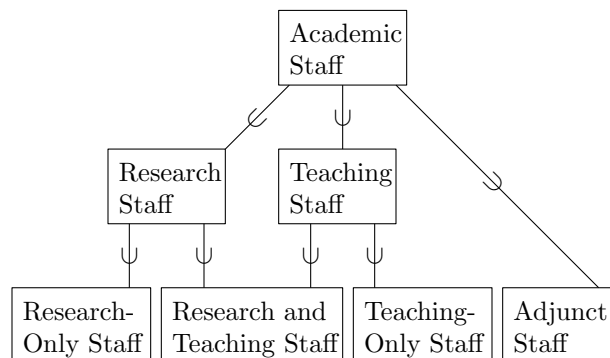 Academic
Staff
Research
Staff
Teaching
Staff
Research-
Only Staff
Research and
Teaching Staff
Teaching-
Only Staff
Adjunct
Staff